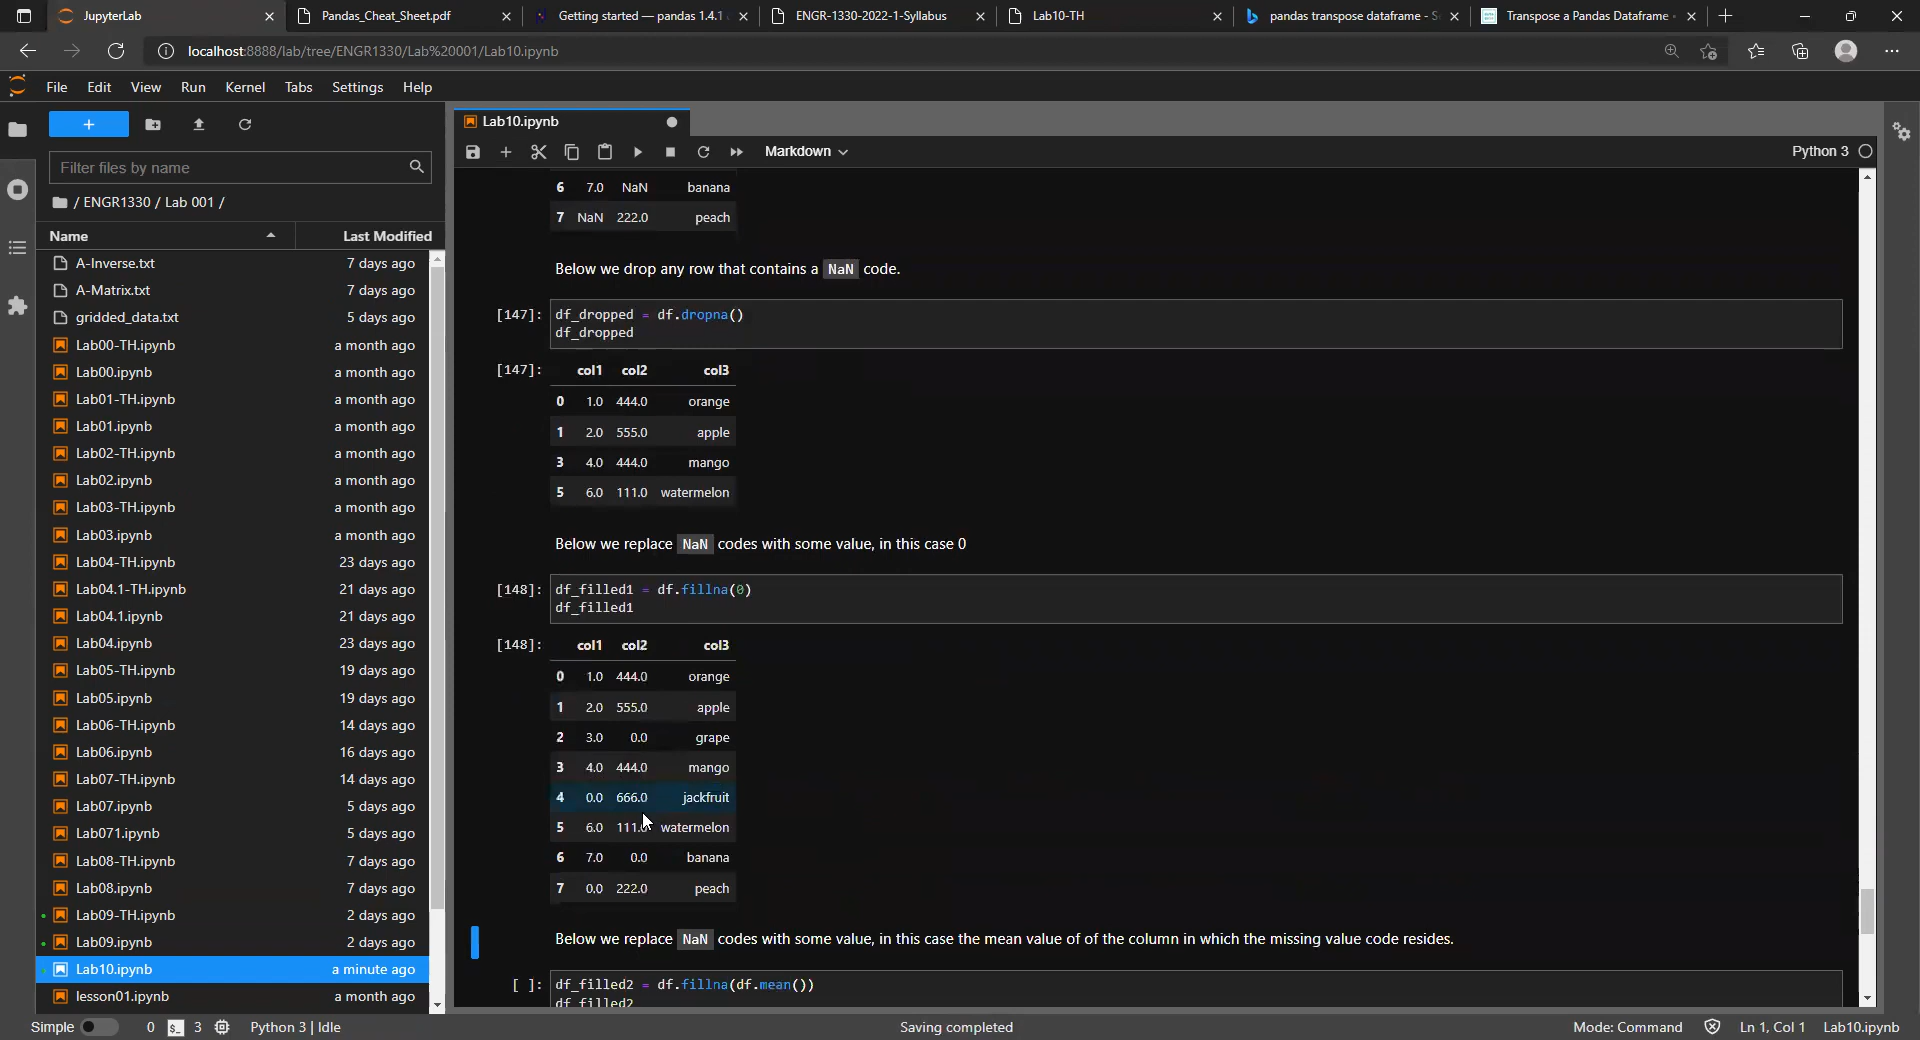 JupyterLab
Pandas_Cheat_Sheet.pdf
Getting started — pandas 1.4.1
ENGR-1330-2022-1-Syllabus
Lab10-TH
pandas transpose dataframe - S
Transpose a Pandas Dataframe
localhost:8888/lab/tree/ENGR1330/Lab%20001/Lab10.ipynb
File Edit View Run Kernel Tabs Settings Help
Filter files by name
/ ENGR1330 / Lab 001 /
Name Last Modified
A-Inverse.txt 7 days ago
A-Matrix.txt 7 days ago
gridded_data.txt 5 days ago
Lab00-TH.ipynb a month ago
Lab00.ipynb a month ago
Lab01-TH.ipynb a month ago
Lab01.ipynb a month ago
Lab02-TH.ipynb a month ago
Lab02.ipynb a month ago
Lab03-TH.ipynb a month ago
Lab03.ipynb a month ago
Lab04-TH.ipynb 23 days ago
Lab04.1-TH.ipynb 21 days ago
Lab04.1.ipynb 21 days ago
Lab04.ipynb 23 days ago
Lab05-TH.ipynb 19 days ago
Lab05.ipynb 19 days ago
Lab06-TH.ipynb 14 days ago
Lab06.ipynb 16 days ago
Lab07-TH.ipynb 14 days ago
Lab07.ipynb 5 days ago
Lab071.ipynb 5 days ago
Lab08-TH.ipynb 7 days ago
Lab08.ipynb 7 days ago
Lab09-TH.ipynb 2 days ago
Lab09.ipynb 2 days ago
Lab10.ipynb a minute ago
lesson01.ipynb a month ago
Lab10.ipynb
Markdown
Python 3
6 7.0 NaN banana
7 NaN 222.0 peach
Below we drop any row that contains a NaN code.
[147]: df_dropped = df.dropna()
df_dropped
[147]: col1 col2 col3
0 1.0 444.0 orange
1 2.0 555.0 apple
3 4.0 444.0 mango
5 6.0 111.0 watermelon
Below we replace NaN codes with some value, in this case 0
[148]: df_filled1 = df.fillna(0)
df_filled1
[148]: col1 col2 col3
0 1.0 444.0 orange
1 2.0 555.0 apple
2 3.0 0.0 grape
3 4.0 444.0 mango
4 0.0 666.0 jackfruit
5 6.0 111.0 watermelon
6 7.0 0.0 banana
7 0.0 222.0 peach
Below we replace NaN codes with some value, in this case the mean value of of the column in which the missing value code resides.
[ ]: df_filled2 = df.fillna(df.mean())
df_filled2
Simple 0 3 Python 3 | Idle Saving completed Mode: Command Ln 1, Col 1 Lab10.ipynb